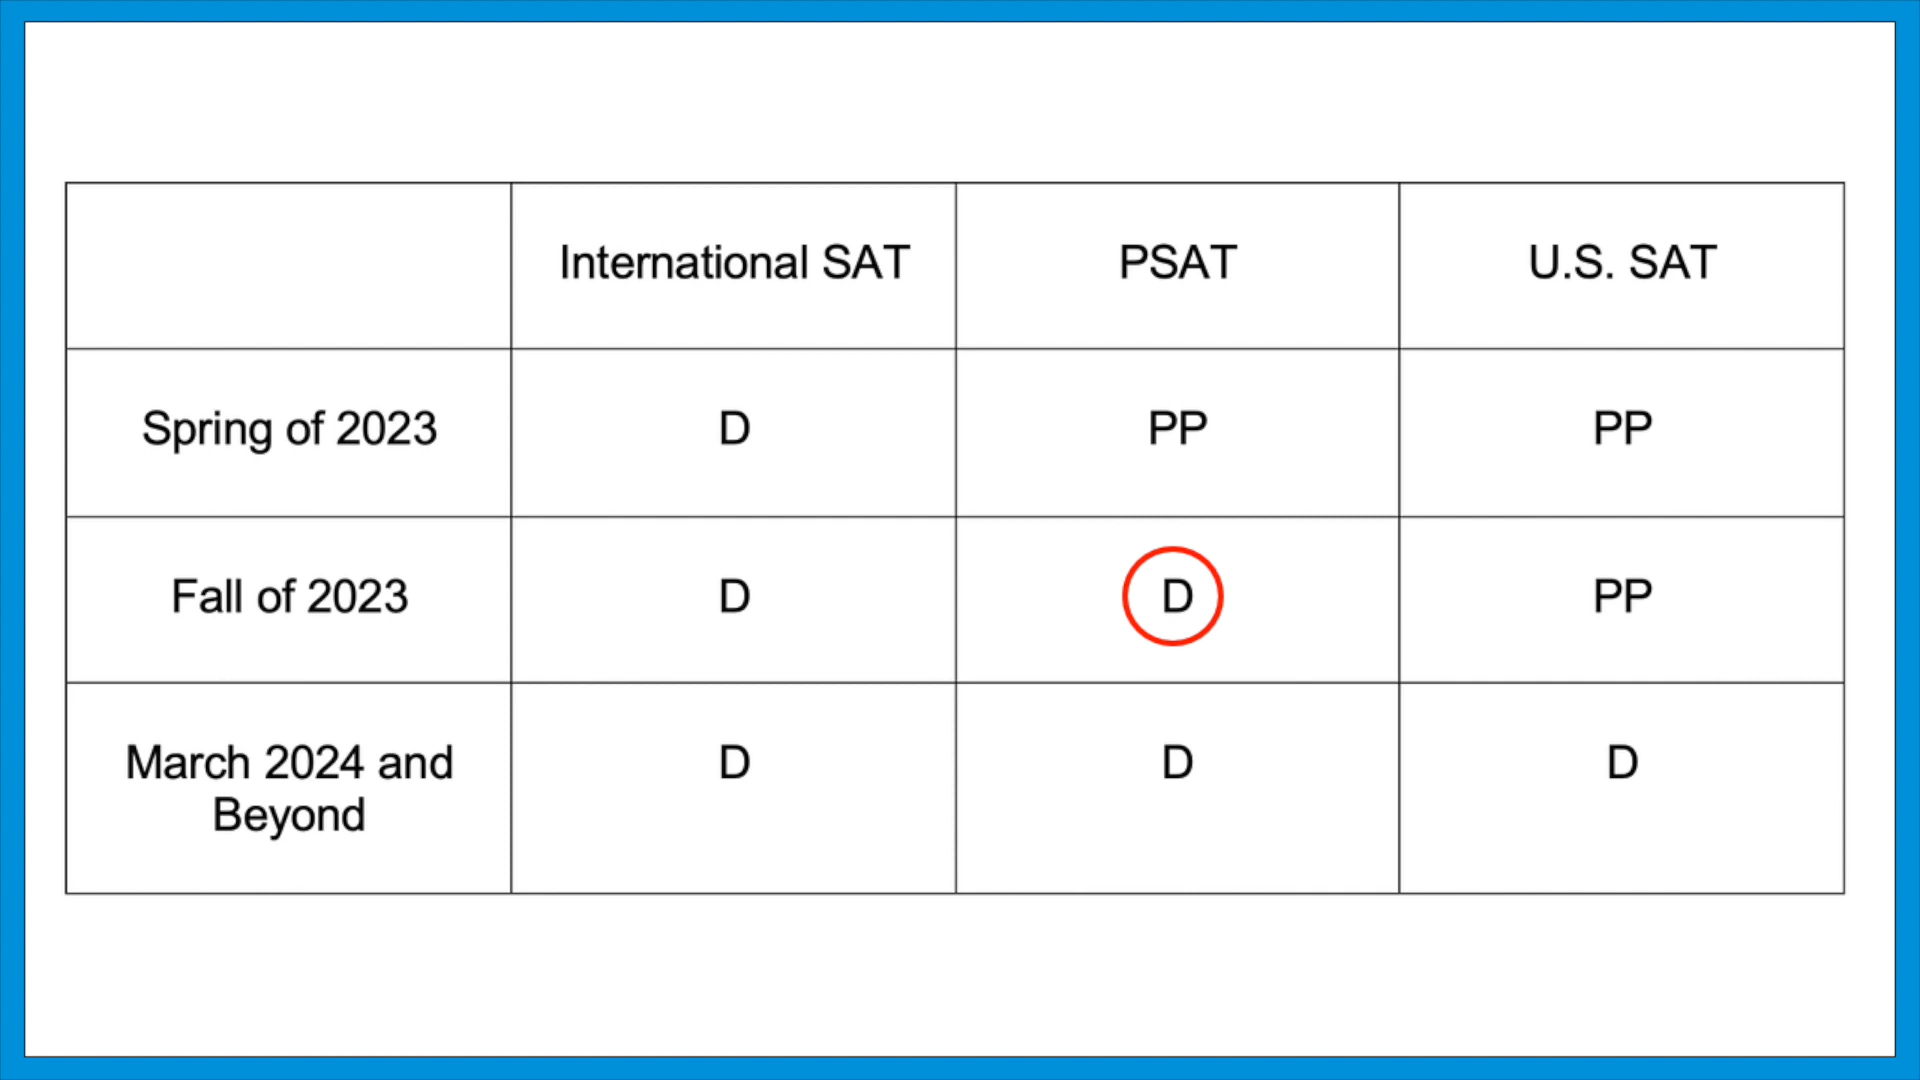 International SAT PSAT U.S. SAT
Spring of 2023 D PP PP
Fall of 2023 D D PP
March 2024 and D D D
Beyond